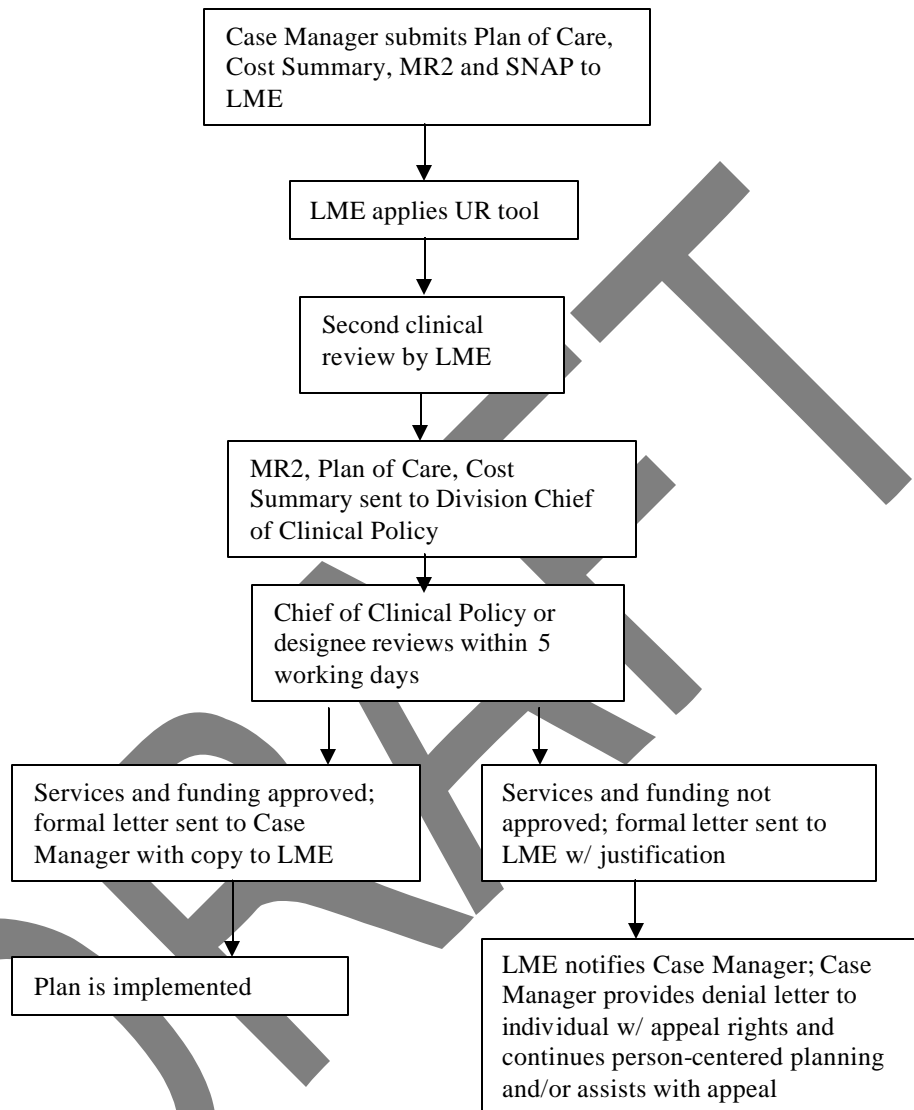 Case Manager submits Plan of Care,
Cost Summary, MR2 and SNAP to
LME
LME applies UR tool
Second clinical
review by LME
MR2, Plan of Care, Cost
Summary sent to Division Chief
of Clinical Policy
Chief of Clinical Policy or
designee reviews within 5
working days
Services and funding approved;
formal letter sent to Case
Manager with copy to LME
Services and funding not
approved; formal letter sent to
LME w/ justification
Plan is implemented
LME notifies Case Manager; Case
Manager provides denial letter to
individual w/ appeal rights and
continues person-centered planning
and/or assists with appeal
DRAFT